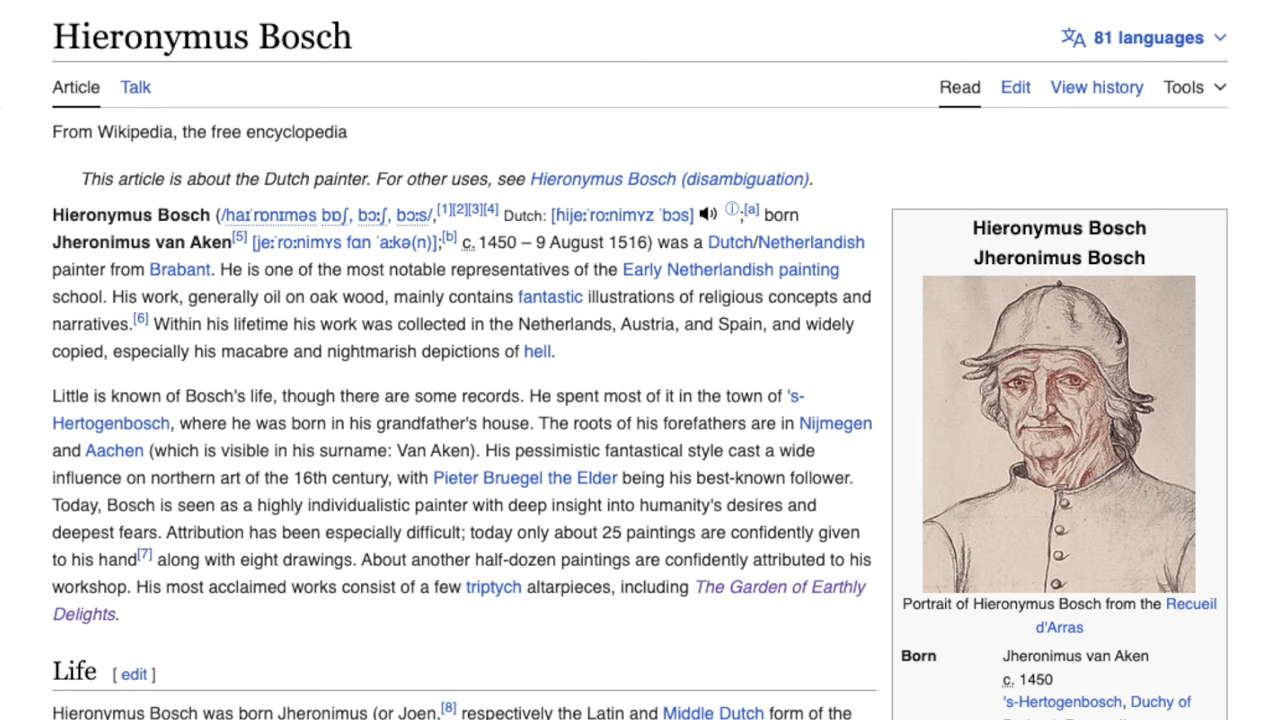 Hieronymus Bosch
81 languages
Article Talk
Read Edit View history Tools
From Wikipedia, the free encyclopedia
This article is about the Dutch painter. For other uses, see Hieronymus Bosch (disambiguation).
Hieronymus Bosch (/haɪˈrɒnɪməs bɒʃ, bɔːʃ, bɔːs/,[1][2][3][4] Dutch: [ɦijeːˈroːnimʏz ˈbɔs] ⓘ;[a] born
Jheronimus van Aken[5] [jeːˈroːnimʏs fɑn ˈaːkə(n)];[b] c. 1450 – 9 August 1516) was a Dutch/Netherlandish
painter from Brabant. He is one of the most notable representatives of the Early Netherlandish painting
school. His work, generally oil on oak wood, mainly contains fantastic illustrations of religious concepts and
narratives.[6] Within his lifetime his work was collected in the Netherlands, Austria, and Spain, and widely
copied, especially his macabre and nightmarish depictions of hell.
Little is known of Bosch's life, though there are some records. He spent most of it in the town of 's-
Hertogenbosch, where he was born in his grandfather's house. The roots of his forefathers are in Nijmegen
and Aachen (which is visible in his surname: Van Aken). His pessimistic fantastical style cast a wide
influence on northern art of the 16th century, with Pieter Bruegel the Elder being his best-known follower.
Today, Bosch is seen as a highly individualistic painter with deep insight into humanity's desires and
deepest fears. Attribution has been especially difficult; today only about 25 paintings are confidently given
to his hand[7] along with eight drawings. About another half-dozen paintings are confidently attributed to his
workshop. His most acclaimed works consist of a few triptych altarpieces, including The Garden of Earthly
Delights.
Life [ edit ]
Hieronymus Bosch was born Jheronimus (or Joen,[8] respectively the Latin and Middle Dutch form of the
Hieronymus Bosch
Jheronimus Bosch
Portrait of Hieronymus Bosch from the Recueil
d'Arras
Born Jheronimus van Aken
c. 1450
's-Hertogenbosch, Duchy of